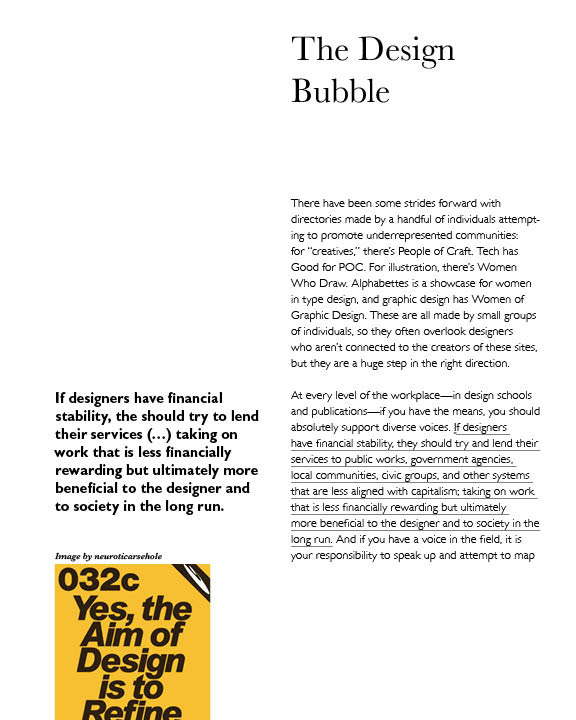 The Design
Bubble
There have been some strides forward with
directories made by a handful of individuals attempt-
ing to promote underrepresented communities:
for “creatives,” there’s People of Craft. Tech has
Good for POC. For illustration, there’s Women
Who Draw. Alphabettes is a showcase for women
in type design, and graphic design has Women of
Graphic Design. These are all made by small groups
of individuals, so they often overlook designers
who aren’t connected to the creators of these sites,
but they are a huge step in the right direction.
At every level of the workplace—in design schools
and publications—if you have the means, you should
absolutely support diverse voices. If designers
have financial stability, they should try and lend their
services to public works, government agencies,
local communities, civic groups, and other systems
that are less aligned with capitalism; taking on work
that is less financially rewarding but ultimately
more beneficial to the designer and to society in the
long run. And if you have a voice in the field, it is
your responsibility to speak up and attempt to map
If designers have financial
stability, the should try to lend
their services (…) taking on
work that is less financially
rewarding but ultimately more
beneficial to the designer and
to society in the long run.
Image by neuroticarsehole
032c
Yes, the
Aim of
Design
is to
Refine